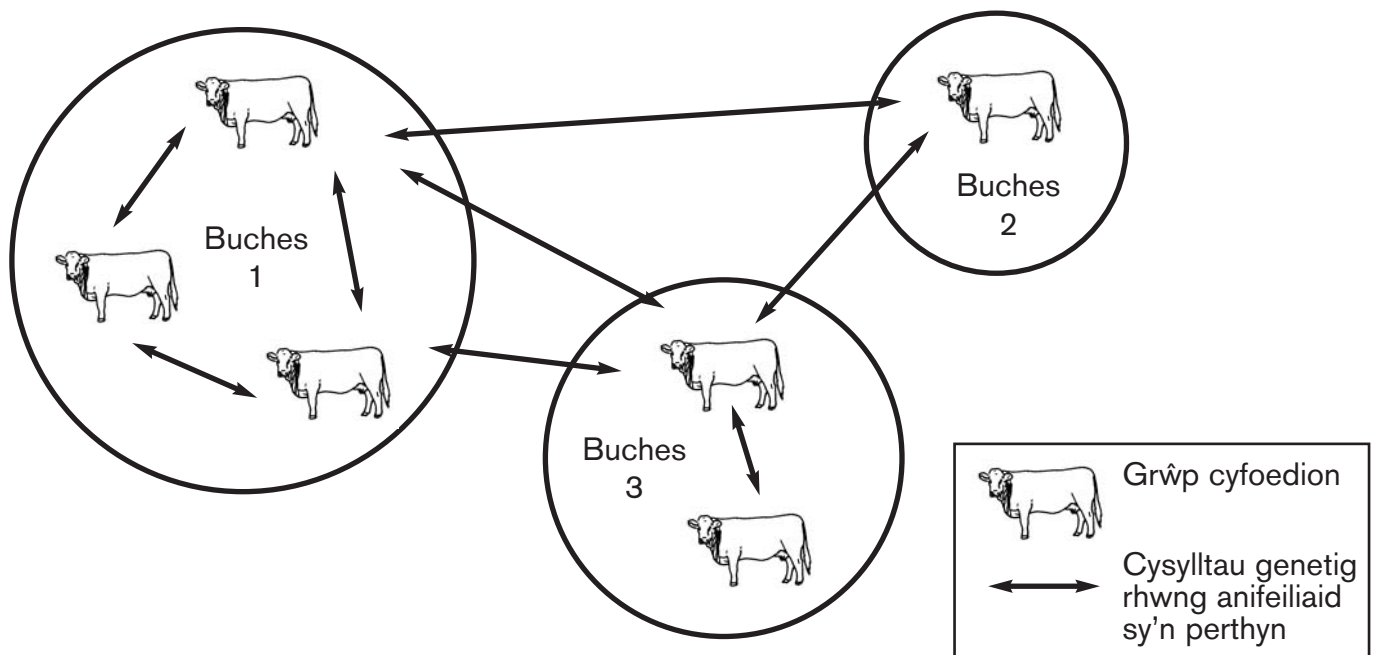 Buches
1
Buches
2
Buches
3
Grŵp cyfoedion
Cysylltau genetig
rhwng anifeiliaid
sy'n perthyn